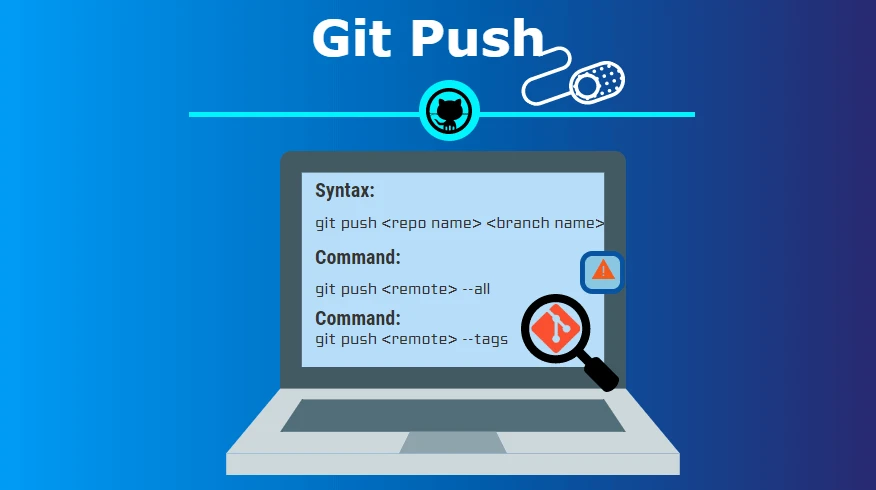 Git Push
Syntax:
git push <repo name> <branch name>
Command:
git push <remote> --all
Command:
git push <remote> --tags